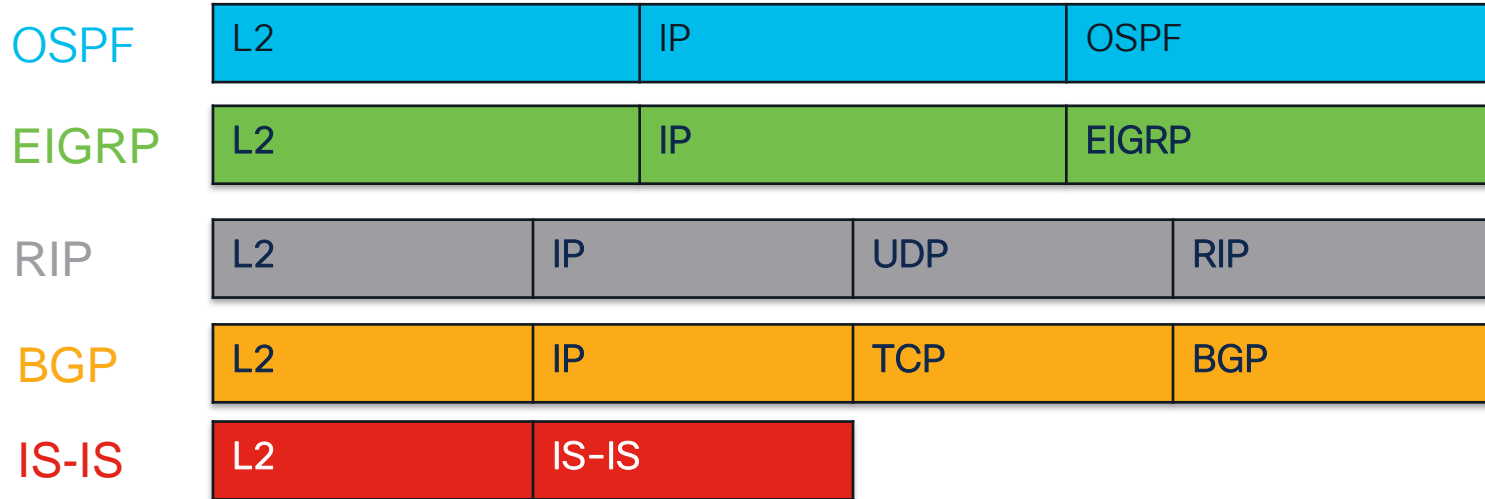 OSPF L2 IP OSPF
EIGRP L2 IP EIGRP
RIP L2 IP UDP RIP
BGP L2 IP TCP BGP
IS-IS L2 IS-IS